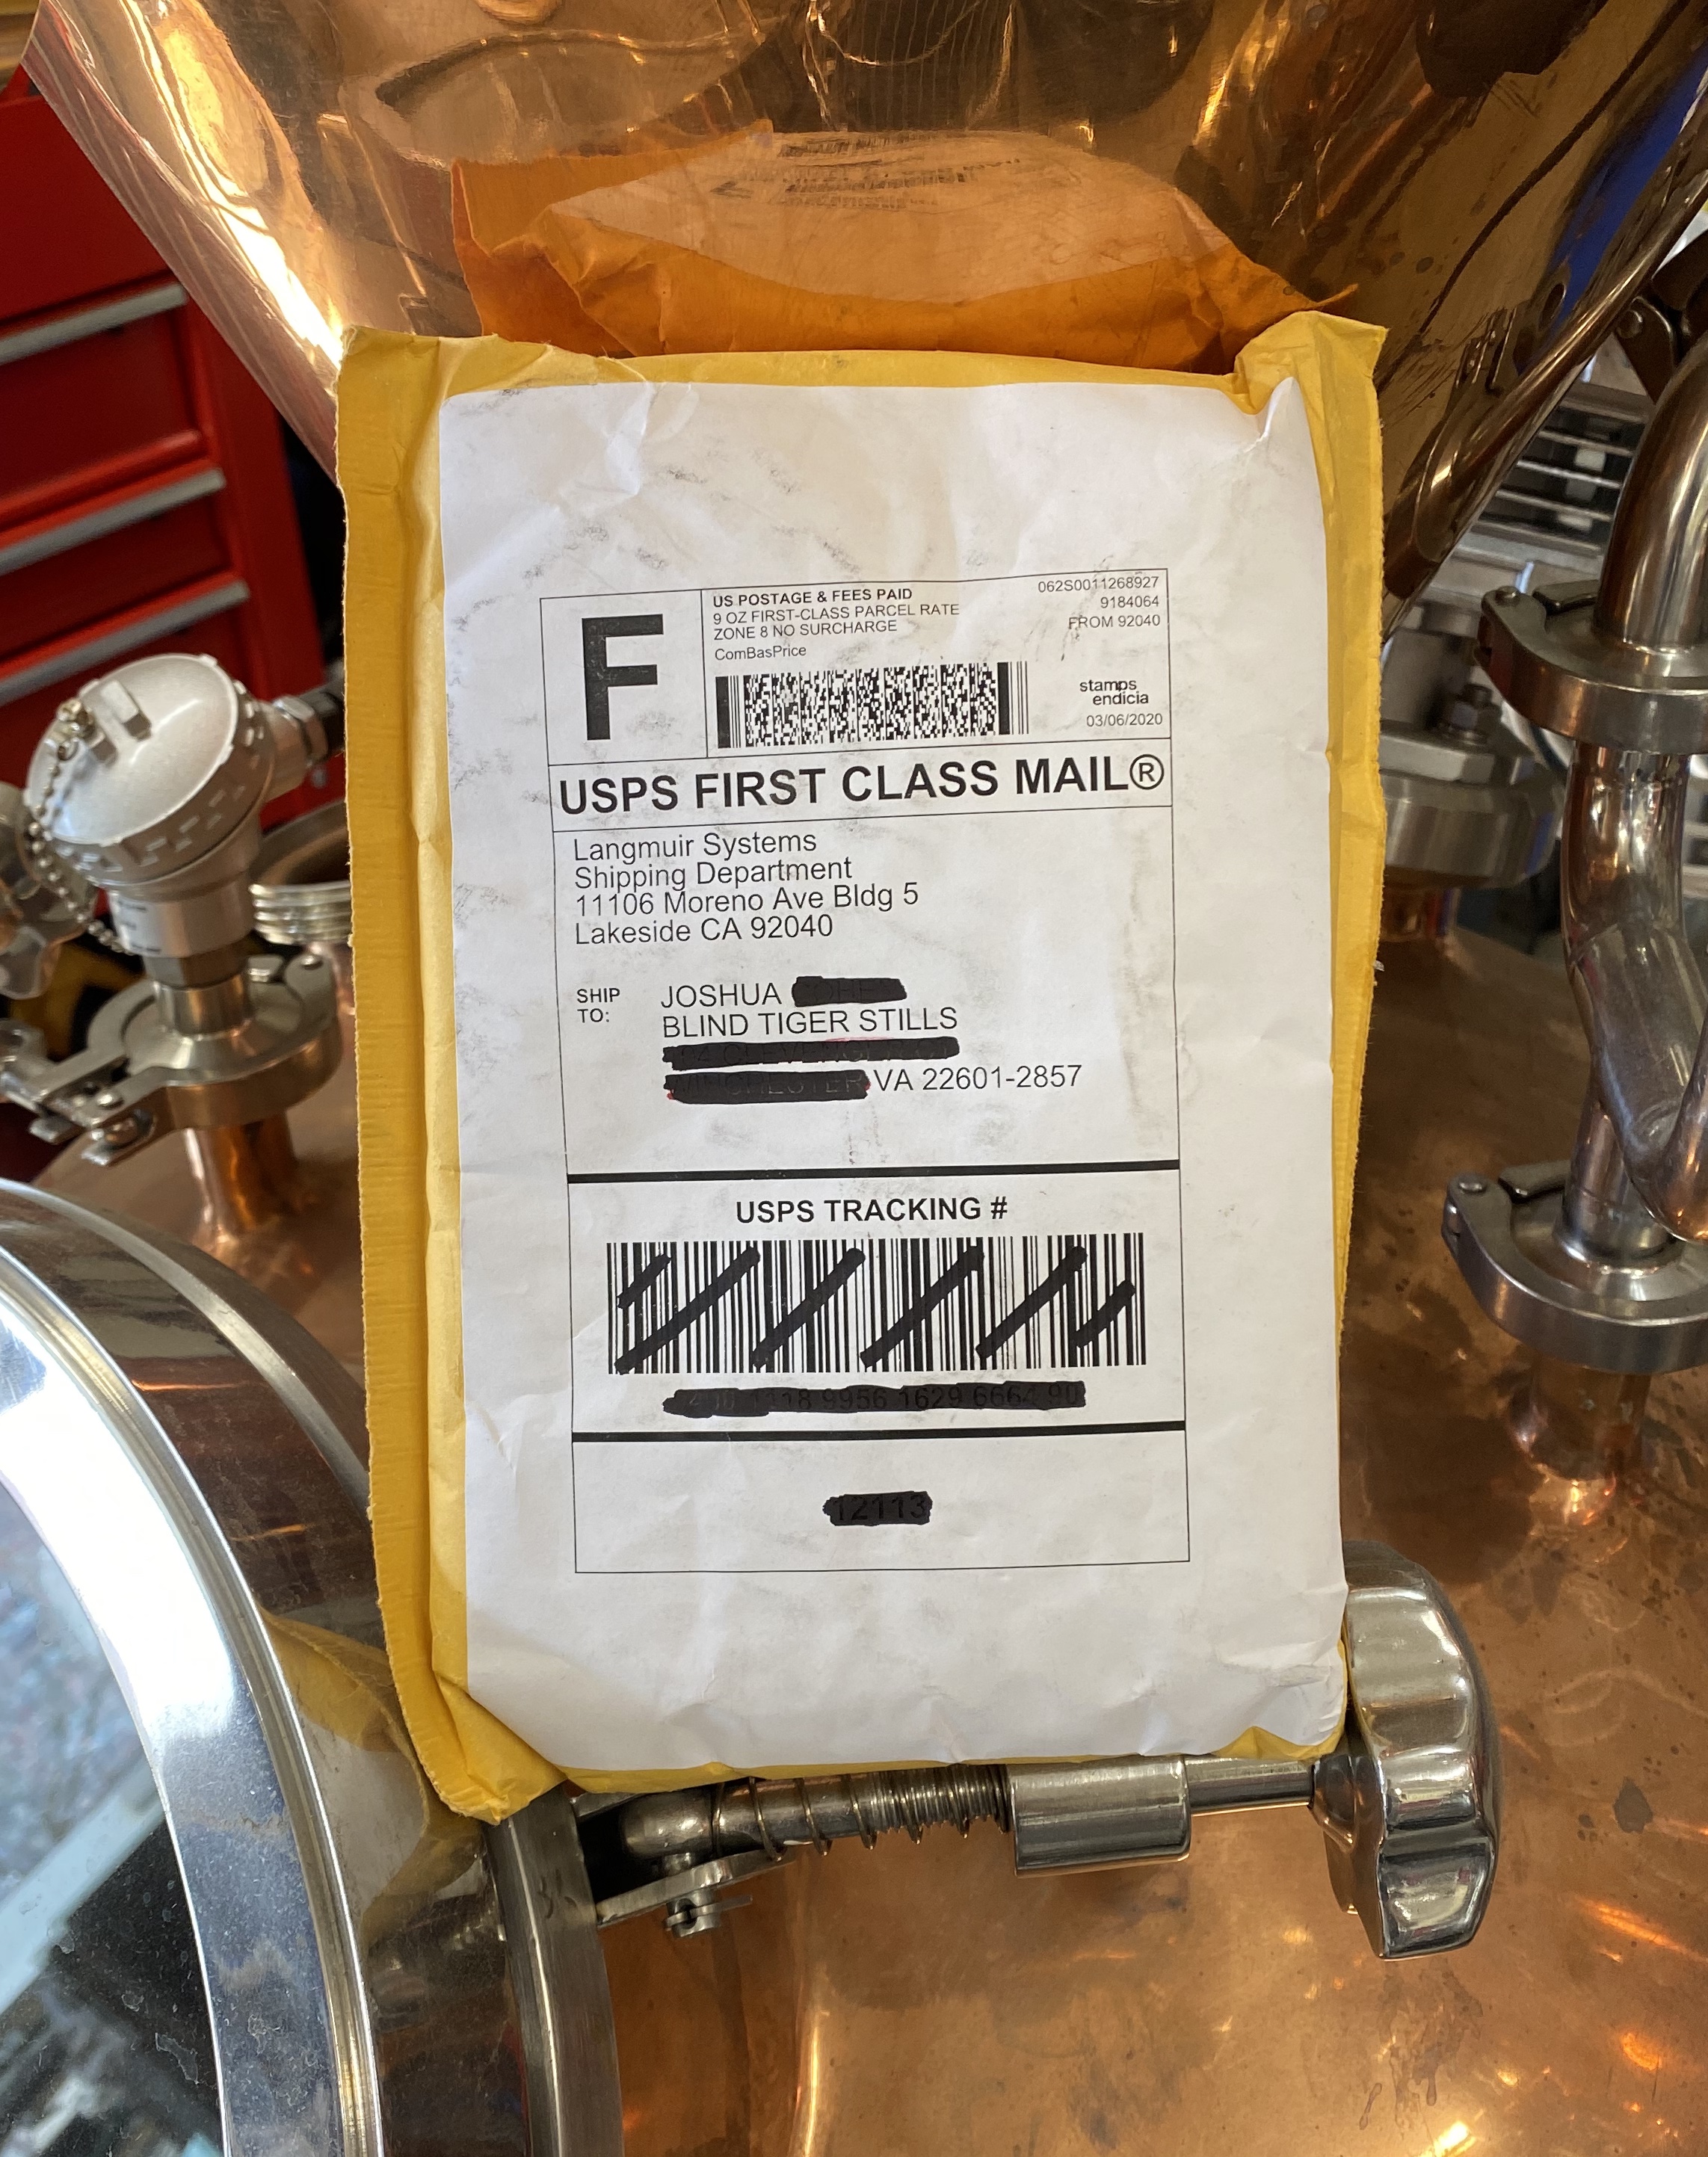 F
US POSTAGE & FEES PAID
9 OZ FIRST-CLASS PARCEL RATE
ZONE 8 NO SURCHARGE
ComBasPrice
062S0011268927
9184064
FROM 92040
stamps
endicia
03/06/2020
USPS FIRST CLASS MAIL®
Langmuir Systems
Shipping Department
11106 Moreno Ave Bldg 5
Lakeside CA 92040
SHIP
TO:
JOSHUA
BLIND TIGER STILLS
VA 22601-2857
USPS TRACKING #